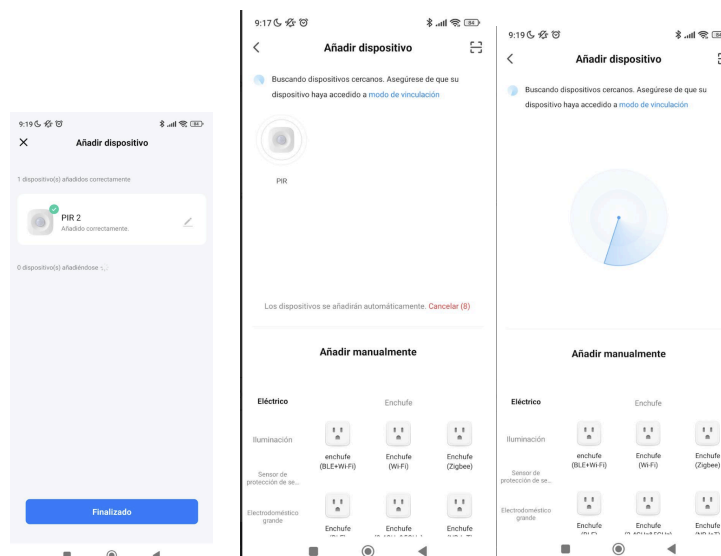 9:19
84
Añadir dispositivo
1 dispositivo(s) añadidos correctamente
PIR 2
Añadido correctamente.
0 dispositivo(s) añadiéndose
Finalizado
9:17
84
Añadir dispositivo
Buscando dispositivos cercanos. Asegúrese de que su
dispositivo haya accedido a modo de vinculación
PIR
Los dispositivos se añadirán automáticamente. Cancelar (8)
Añadir manualmente
Eléctrico
Enchufe
Iluminación
enchufe
(BLE+Wi-Fi)
Enchufe
(Wi-Fi)
Enchufe
(Zigbee)
Sensor de
protección de se...
Electrodoméstico
grande
Enchufe
Enchufe
Enchufe
9:19
Añadir dispositivo
Buscando dispositivos cercanos. Asegúrese de que su
dispositivo haya accedido a modo de vinculación
Añadir manualmente
Eléctrico
Enchufe
Iluminación
enchufe
(BLE+Wi-Fi)
Enchufe
(Wi-Fi)
Enchufe
(Zigbee)
Sensor de
protección de se...
Electrodoméstico
grande
Enchufe
Enchufe
Enchufe